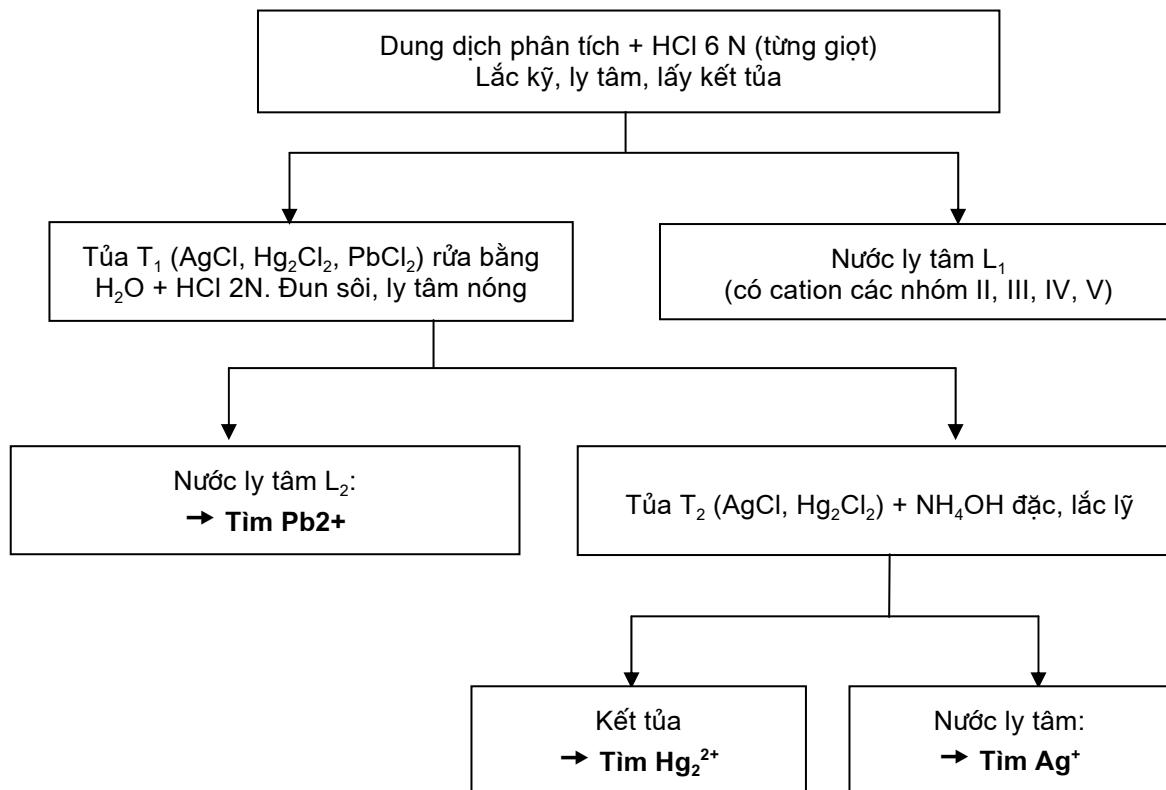 Dung dịch phân tích + HCl 6 N (từng giọt)
Lắc kỹ, ly tâm, lấy kết tủa
Tủa T₁ (AgCl, Hg₂Cl₂, PbCl₂) rửa bằng
H₂O + HCl 2N. Đun sôi, ly tâm nóng
Nước ly tâm L₁
(có cation các nhóm II, III, IV, V)
Nước ly tâm L₂:
→ Tìm Pb2+
Tủa T₂ (AgCl, Hg₂Cl₂) + NH₄OH đặc, lắc lỹ
Kết tủa
→ Tìm Hg₂²⁺
Nước ly tâm:
→ Tìm Ag⁺